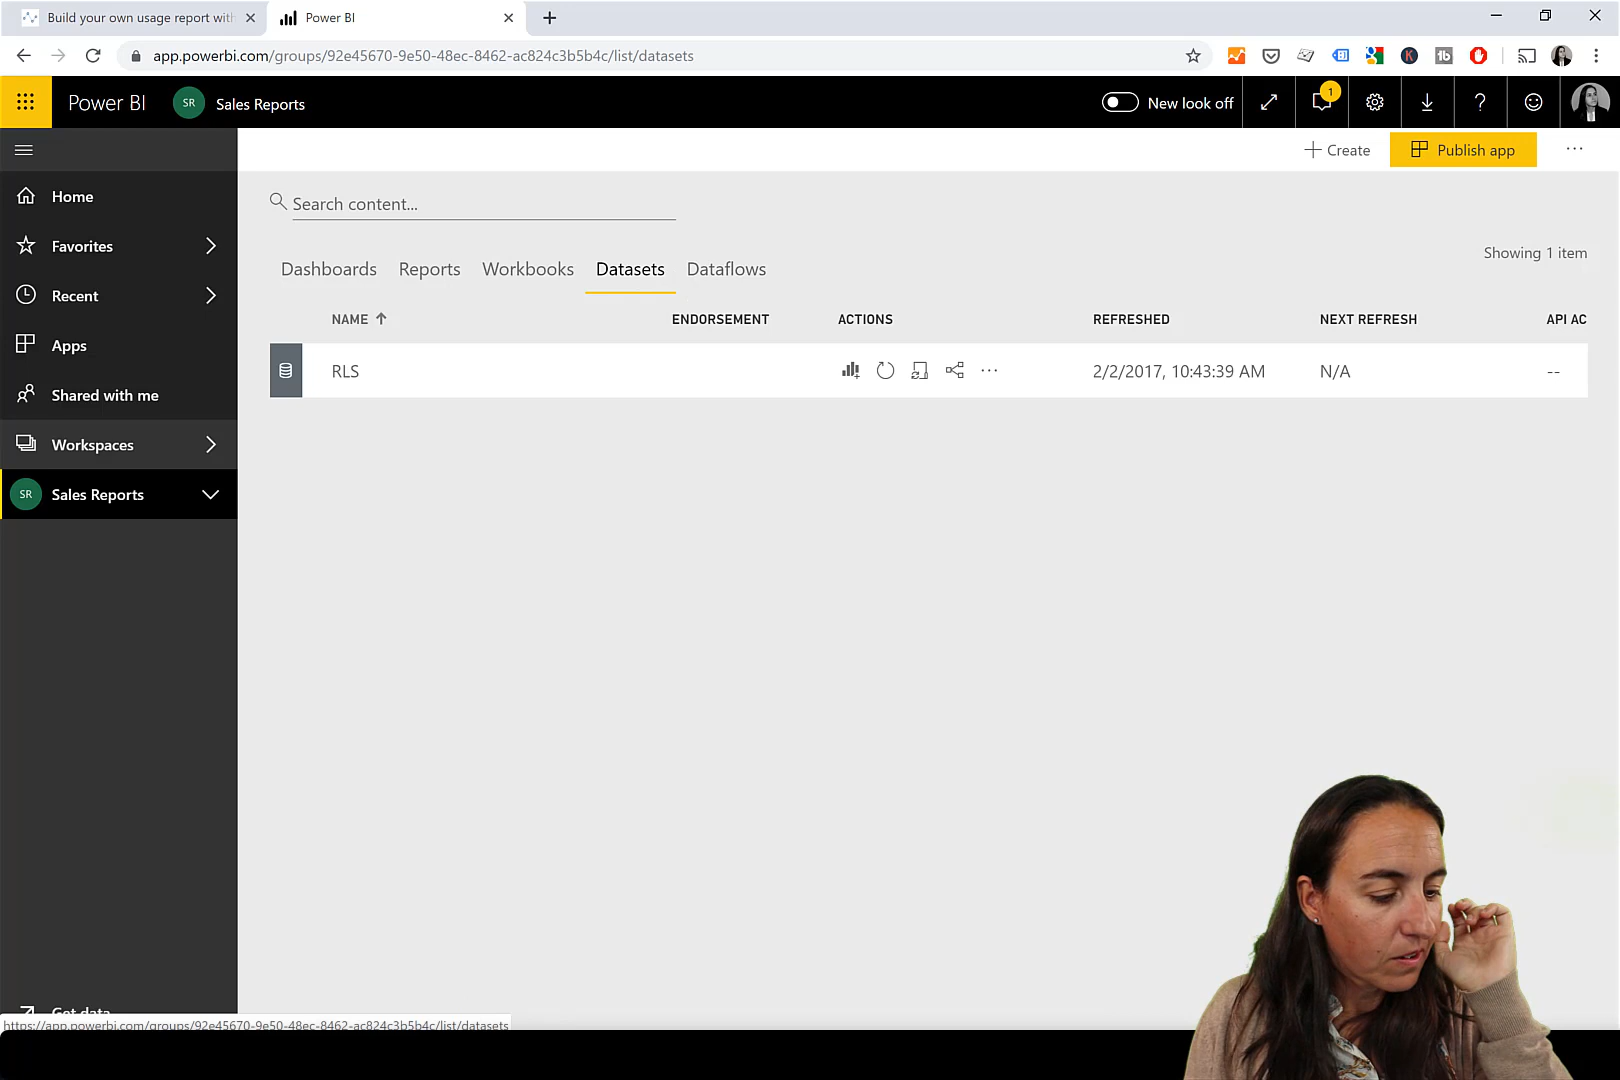 Build your own usage report with
Power BI
app.powerbi.com/groups/92e45670-9e50-48ec-8462-ac824c3b5b4c/list/datasets
Power BI
SR
Sales Reports
New look off
1
?
Create
Publish app
Home
Favorites
Recent
Apps
Shared with me
Workspaces
SR
Sales Reports
Search content...
Showing 1 item
Dashboards
Reports
Workbooks
Datasets
Dataflows
NAME
ENDORSEMENT
ACTIONS
REFRESHED
NEXT REFRESH
API AC
RLS
2/2/2017, 10:43:39 AM
N/A
--
Get data
https://app.powerbi.com/groups/92e45670-9e50-48ec-8462-ac824c3b5b4c/list/datasets